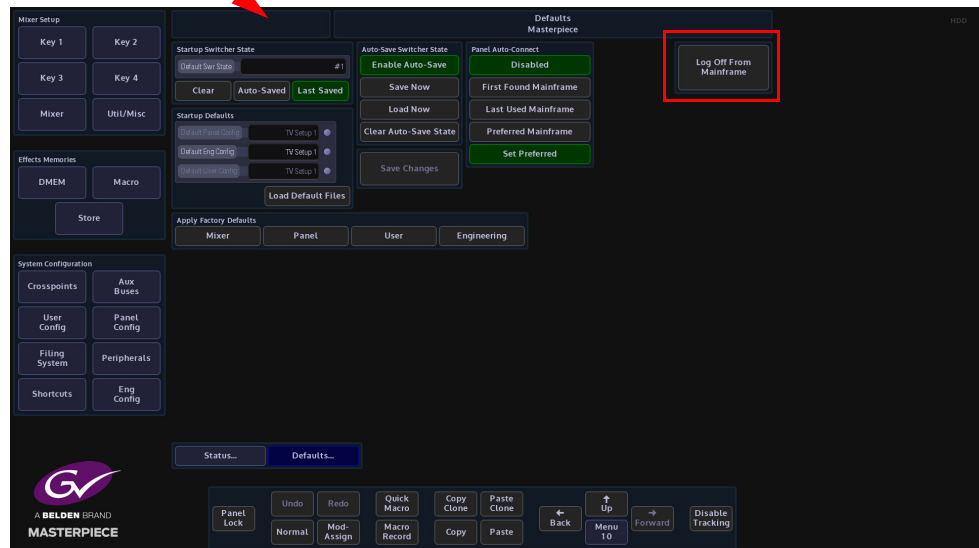 Mixer Setup
Key 1
Key 2
Key 3
Key 4
Mixer
Util/Misc
Effects Memories
DMEM
Macro
Store
System Configuration
Crosspoints
Aux
Buses
User
Config
Panel
Config
Filing
System
Peripherals
Shortcuts
Eng
Config
GV
A BELDEN BRAND
MASTERPIECE
Defaults
Masterpiece
HDD
Startup Switcher State
Default Swr State
#1
Clear
Auto-Saved
Last Saved
Startup Defaults
Default Panel Config
TV Setup 1
Default Eng Config
TV Setup 1
Default User Config
TV Setup 1
Load Default Files
Auto-Save Switcher State
Enable Auto-Save
Save Now
Load Now
Clear Auto-Save State
Save Changes
Panel Auto-Connect
Disabled
First Found Mainframe
Last Used Mainframe
Preferred Mainframe
Set Preferred
Log Off From
Mainframe
Apply Factory Defaults
Mixer
Panel
User
Engineering
Status...
Defaults...
Panel
Lock
Undo
Redo
Normal
Mod-
Assign
Quick
Macro
Macro
Record
Copy
Clone
Paste
Clone
Copy
Paste
Back
Up
Menu
10
Forward
Disable
Tracking